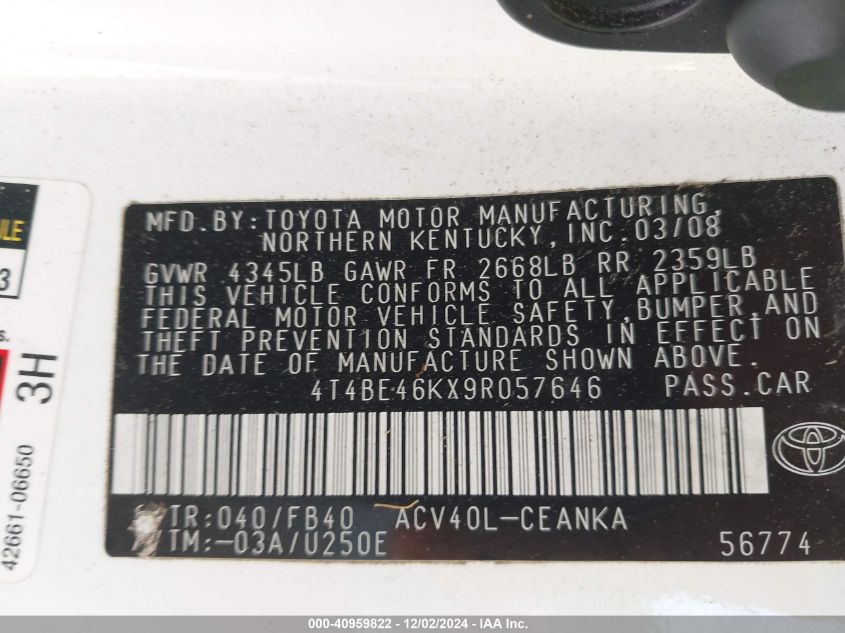 MFD.BY:TOYOTA MOTOR MANUFACTURING,
NORTHERN KENTUCKY,INC.03/08
GVWR 4345LB GAWR FR 2668LB RR 2359LB
THIS VEHICLE CONFORMS TO ALL APPLICABLE
FEDERAL MOTOR VEHICLE SAFETY,BUMPER,AND
THEFT PREVENTION STANDARDS IN EFFECT ON
THE DATE OF MANUFACTURE SHOWN ABOVE.
4T4BE46KX9R057646 PASS.CAR
TR:040/FB40 ACV40L-CEANKA
/TM:-03A/U250E 56774
3
3H
42661-06650
000-40959822 - 12/02/2024 - IAA Inc.